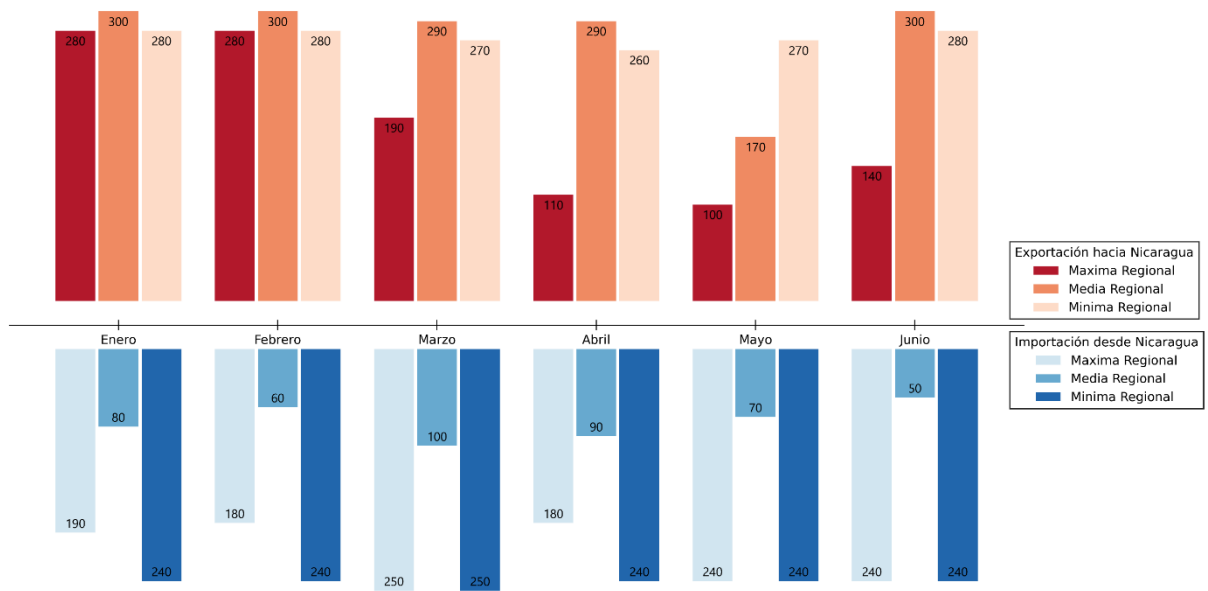 280 300 280 280 300 280 190 290 270 110 290 260 100 170 270 140 300 280
Exportación hacia Nicaragua
Maxima Regional
Media Regional
Minima Regional
Enero Febrero Marzo Abril Mayo Junio
Importación desde Nicaragua
Maxima Regional
Media Regional
Minima Regional
190 80 240 180 60 240 250 100 250 180 90 240 240 70 240 240 50 240